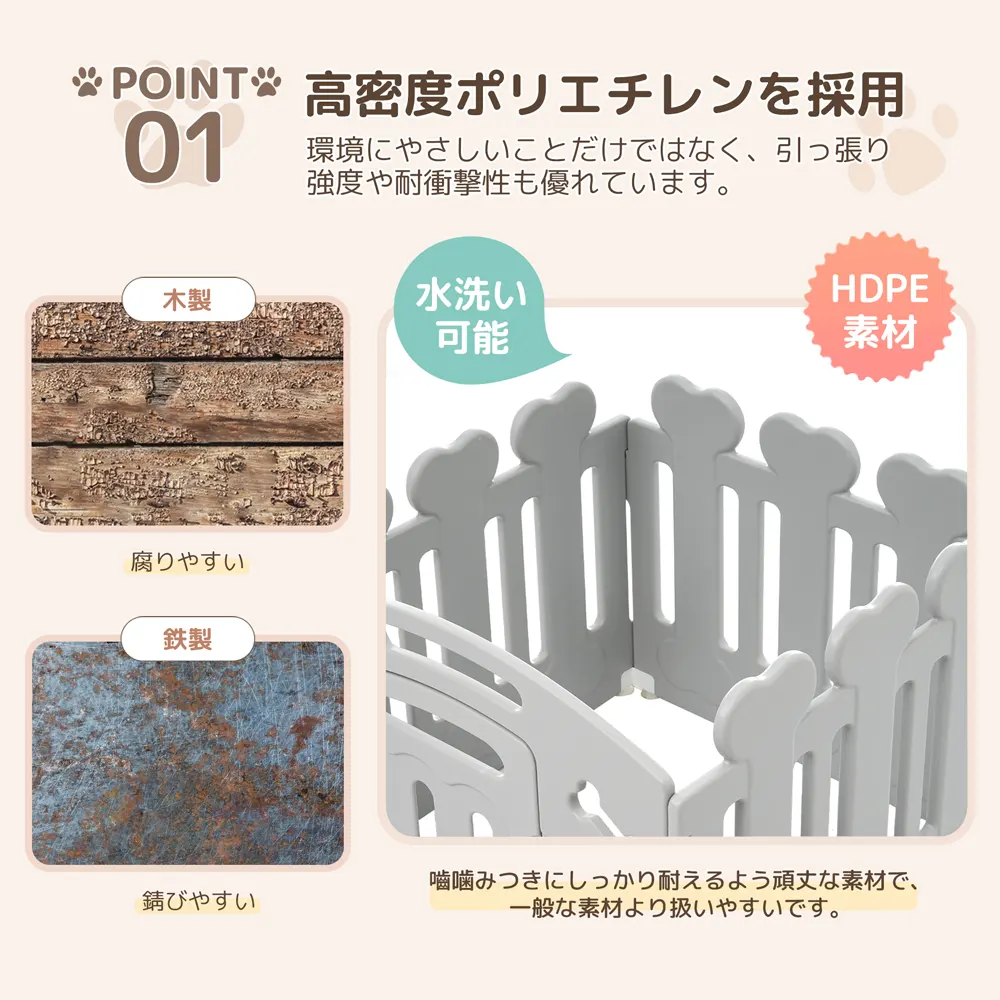 POINT
01
高密度ポリエチレンを採用
環境にやさしいことだけではなく、引っ張り
強度や耐衝撃性も優れています。
木製
腐りやすい
鉄製
錆びやすい
水洗い
可能
HDPE
素材
嚙噛みつきにしっかり耐えるよう頑丈な素材で、
一般な素材より扱いやすいです。